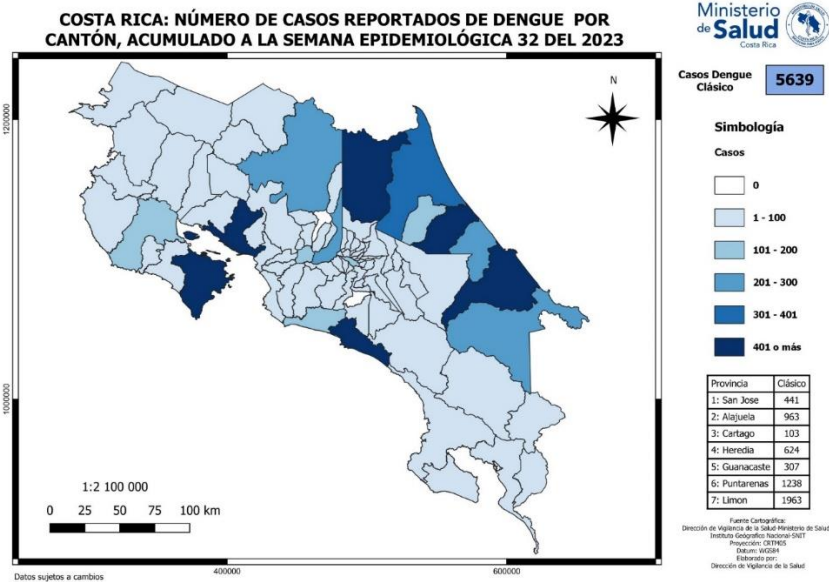 COSTA RICA: NÚMERO DE CASOS REPORTADOS DE DENGUE POR
CANTÓN, ACUMULADO A LA SEMANA EPIDEMIOLÓGICA 32 DEL 2023
Ministerio
de Salud
Costa Rica
Casos Dengue
Clásico
5639
N
1200000
1000000
Simbología
Casos
0
1 - 100
101 - 200
201 - 300
301 - 401
401 o más
Provincia Clásico
1: San Jose 441
2: Alajuela 963
3: Cartago 103
4: Heredia 624
5: Guanacaste 307
6: Puntarenas 1238
7: Limon 1963
1:2 100 000
0 25 50 75 100 km
400000 600000
Datos sujetos a cambios
Fuente Cartográfica:
Dirección de Vigilancia de la Salud-Ministerio de Salud
Instituto Geógrafico Nacional-SNIT
Proyección: CRTM05
Datum: WGS84
Elaborado por:
Dirección de Vigilancia de la Salud